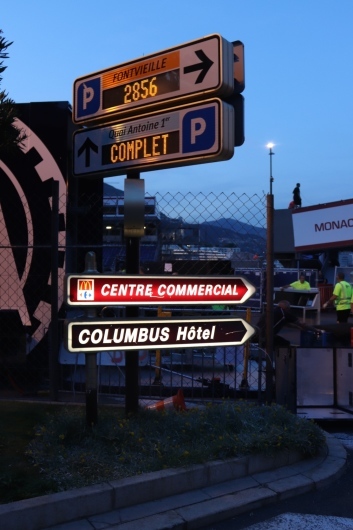 FONTVIEILLE
P
2856
Quai Antoine 1er
P
COMPLET
MONAC
CENTRE COMMERCIAL
COLUMBUS Hôtel